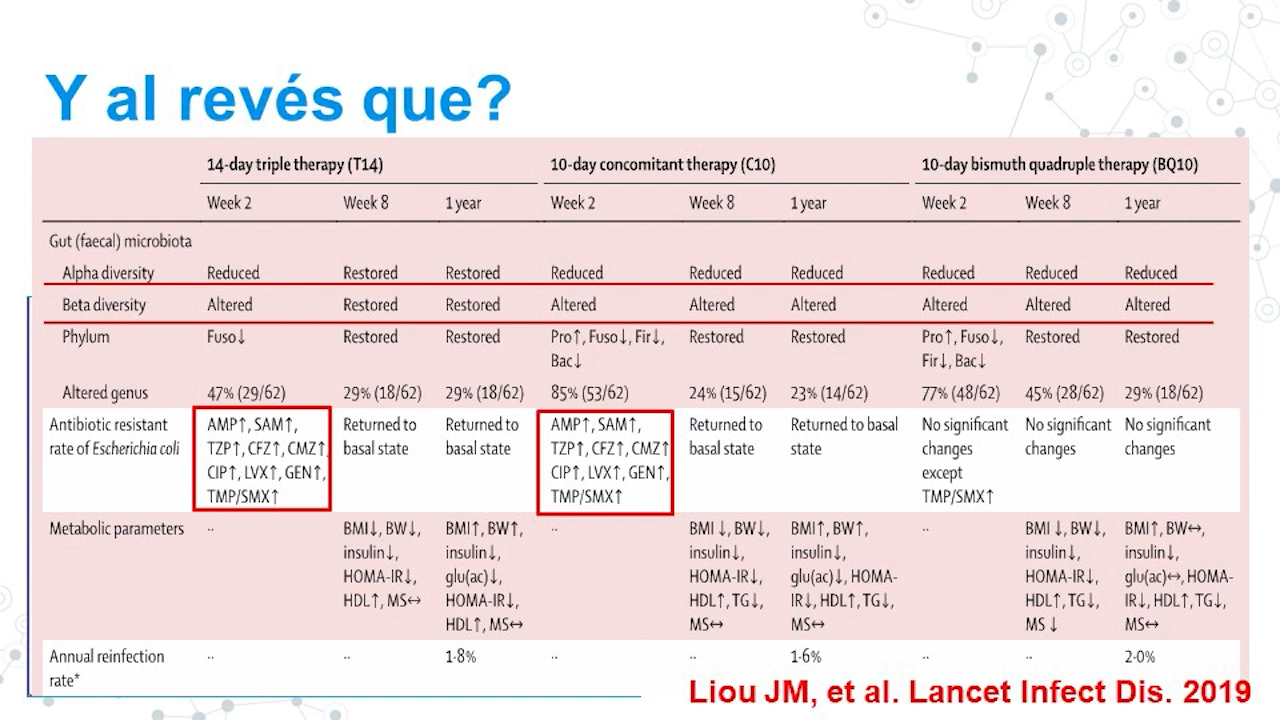 Y al revés que?
14-day triple therapy (T14) 10-day concomitant therapy (C10) 10-day bismuth quadruple therapy (BQ10)
Week 2 Week 8 1 year Week 2 Week 8 1 year Week 2 Week 8 1 year
Gut (faecal) microbiota
Alpha diversity Reduced Restored Restored Reduced Reduced Reduced Reduced Reduced Reduced
Beta diversity Altered Restored Restored Altered Altered Altered Altered Altered Altered
Phylum Fuso↓ Restored Restored Pro↑, Fuso↓, Fir↓, Restored Restored Pro↑, Fuso↓, Restored Restored
Bac↓ Fir↓, Bac↓
Altered genus 47% (29/62) 29% (18/62) 29% (18/62) 85% (53/62) 24% (15/62) 23% (14/62) 77% (48/62) 45% (28/62) 29% (18/62)
Antibiotic resistant AMP↑, SAM↑, Returned to Returned to AMP↑, SAM↑, Returned to Returned to basal No significant No significant No significant
rate of Escherichia coli TZP↑, CFZ↑, CMZ↑ basal state basal state TZP↑, CFZ↑, CMZ↑ basal state state changes changes changes
CIP↑, LVX↑, GEN↑, CIP↑, LVX↑, GEN↑, except
TMP/SMX↑ TMP/SMX↑ TMP/SMX↑
Metabolic parameters ·· BMI↓, BW↓, BMI↑, BW↑, ·· BMI ↓, BW↓, BMI↑, BW↑, ·· BMI ↓, BW↓, BMI↑, BW↔,
insulin↓, insulin↓, insulin↓, insulin↓, insulin↓, insulin↓,
HOMA-IR↓, glu(ac)↓, HOMA-IR↓, glu(ac)↓, HOMA- HOMA-IR↓, glu(ac)↔, HOMA-
HDL↑, MS↔ HOMA-IR↓, HDL↑, TG↓, IR↓, HDL↑, TG↓, HDL↑, TG↓, IR↓, HDL↑, TG↓,
HDL↑, MS↔ MS↔ MS↔ MS ↓ MS↔
Annual reinfection ·· ·· 1·8% ·· ·· 1·6% ·· ·· 2·0%
rate*
Liou JM, et al. Lancet Infect Dis. 2019